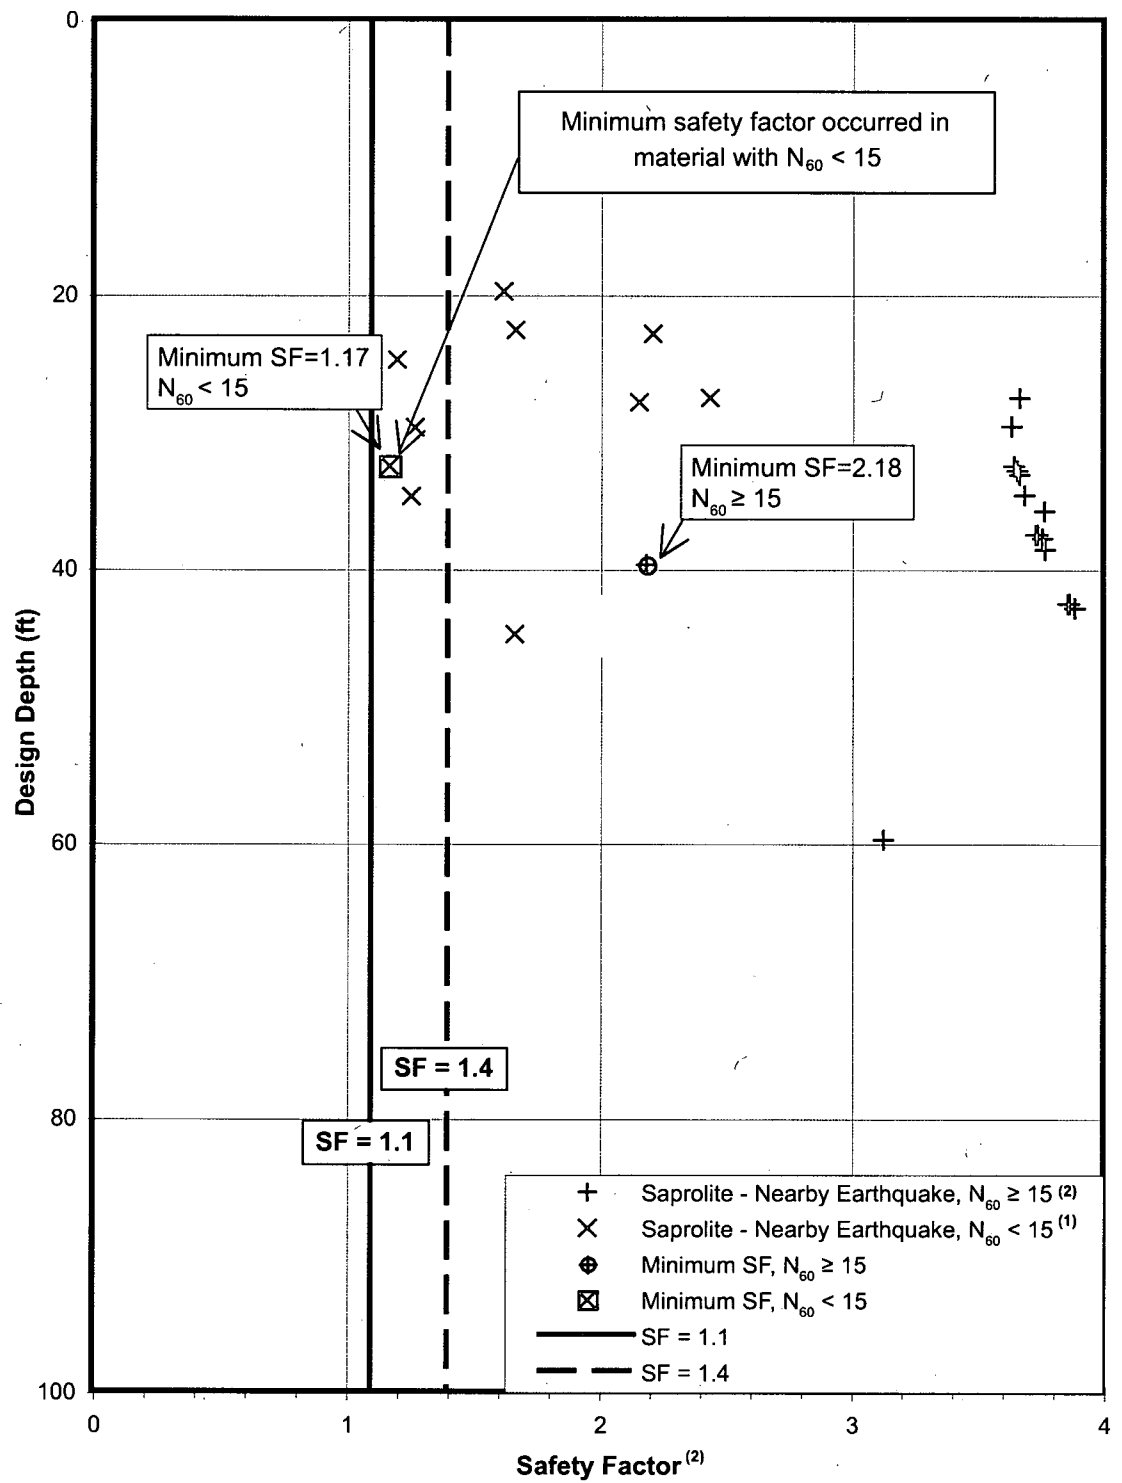 0
Minimum safety factor occurred in
material with N60 < 15
20
Minimum SF=1.17
N60 < 15
Minimum SF=2.18
N60 ≥ 15
40
Design Depth (ft)
60
SF = 1.4
80
SF = 1.1
Saprolite - Nearby Earthquake, N60 ≥ 15 (2)
Saprolite - Nearby Earthquake, N60 < 15 (1)
Minimum SF, N60 ≥ 15
Minimum SF, N60 < 15
SF = 1.1
SF = 1.4
100
0 1 2 3 4
Safety Factor (2)